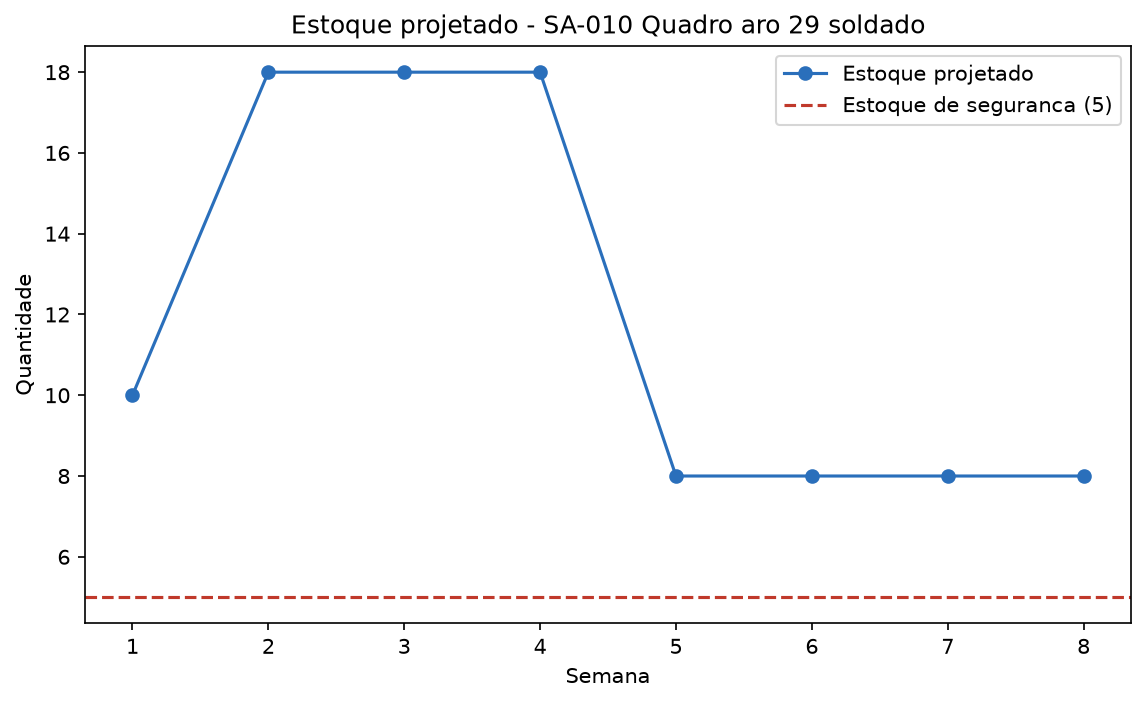 Estoque projetado - SA-010 Quadro aro 29 soldado
Estoque projetado
Estoque de seguranca (5)
Quantidade
18
16
14
12
10
8
6
1 2 3 4 5 6 7 8
Semana